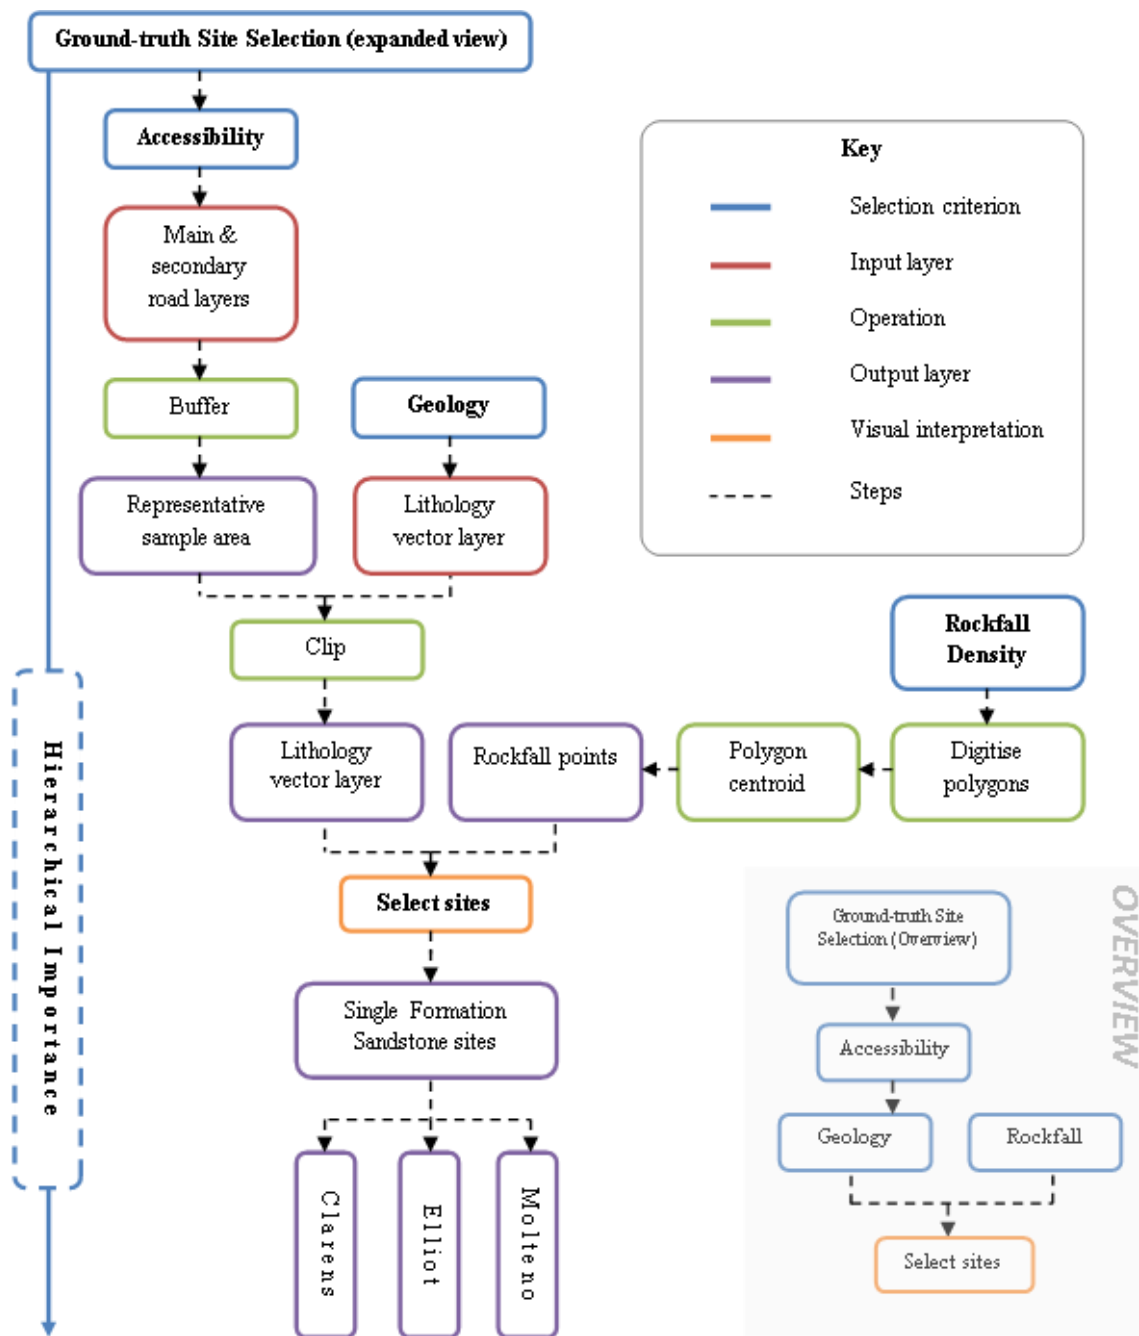 Ground-truth Site Selection (expanded view)
Accessibility
Main &
secondary
road layers
Buffer
Geology
Representative
sample area
Lithology
vector layer
Clip
Rockfall
Density
Lithology
vector layer
Rockfall points
Polygon
centroid
Digitise
polygons
Select sites
Single Formation
Sandstone sites
Clarens
Elliot
Molteno
Hierarchical Importance
Key
Selection criterion
Input layer
Operation
Output layer
Visual interpretation
Steps
OVERVIEW
Ground-truth Site
Selection (Overview)
Accessibility
Geology
Rockfall
Select sites